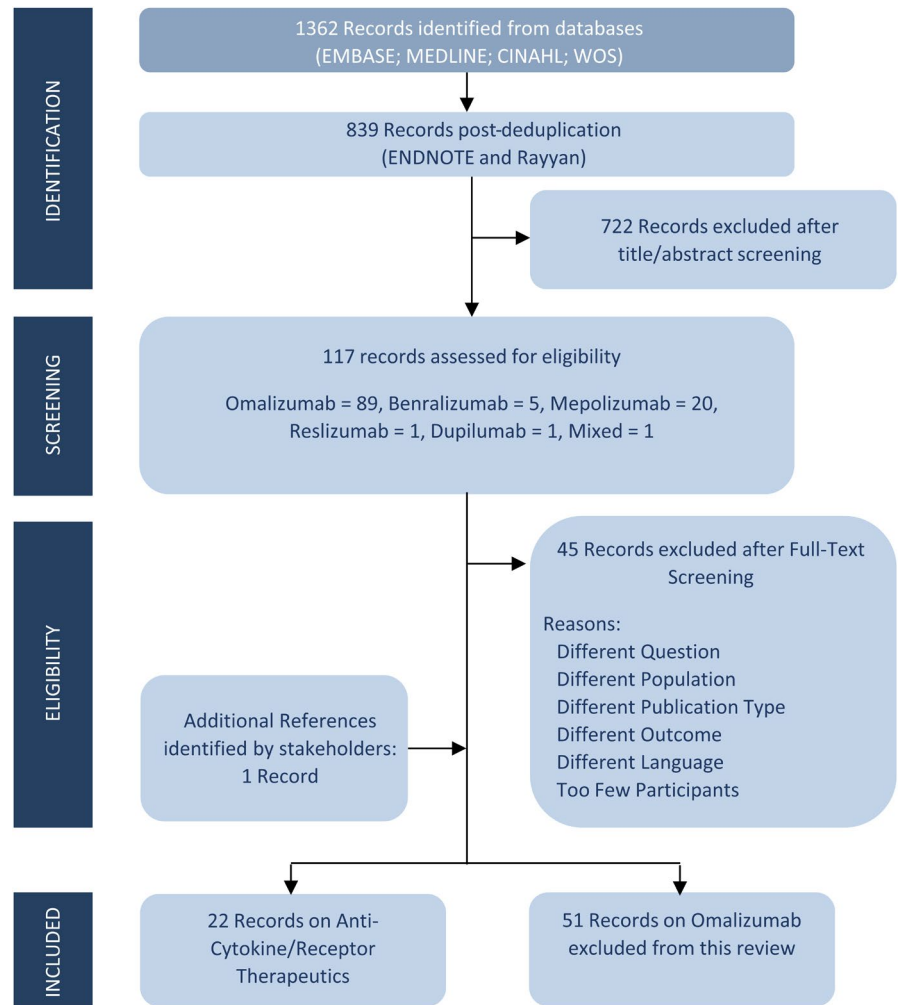 IDENTIFICATION
1362 Records identified from databases
(EMBASE; MEDLINE; CINAHL; WOS)
839 Records post-deduplication
(ENDNOTE and Rayyan)
722 Records excluded after
title/abstract screening
SCREENING
117 records assessed for eligibility
Omalizumab = 89, Benralizumab = 5, Mepolizumab = 20,
Reslizumab = 1, Dupilumab = 1, Mixed = 1
ELIGIBILITY
45 Records excluded after Full-Text
Screening
Reasons:
Different Question
Different Population
Different Publication Type
Different Outcome
Different Language
Too Few Participants
Additional References
identified by stakeholders:
1 Record
INCLUDED
22 Records on Anti-
Cytokine/Receptor
Therapeutics
51 Records on Omalizumab
excluded from this review